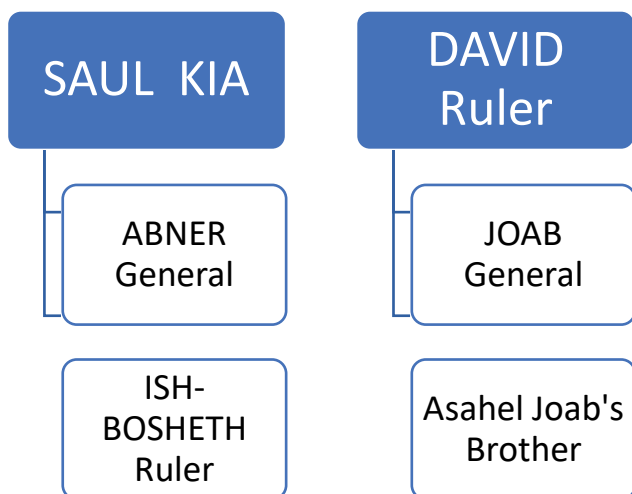 SAUL  KIA
ABNER
General
ISH-
BOSHETH
Ruler
DAVID
Ruler
JOAB
General
Asahel Joab's
Brother